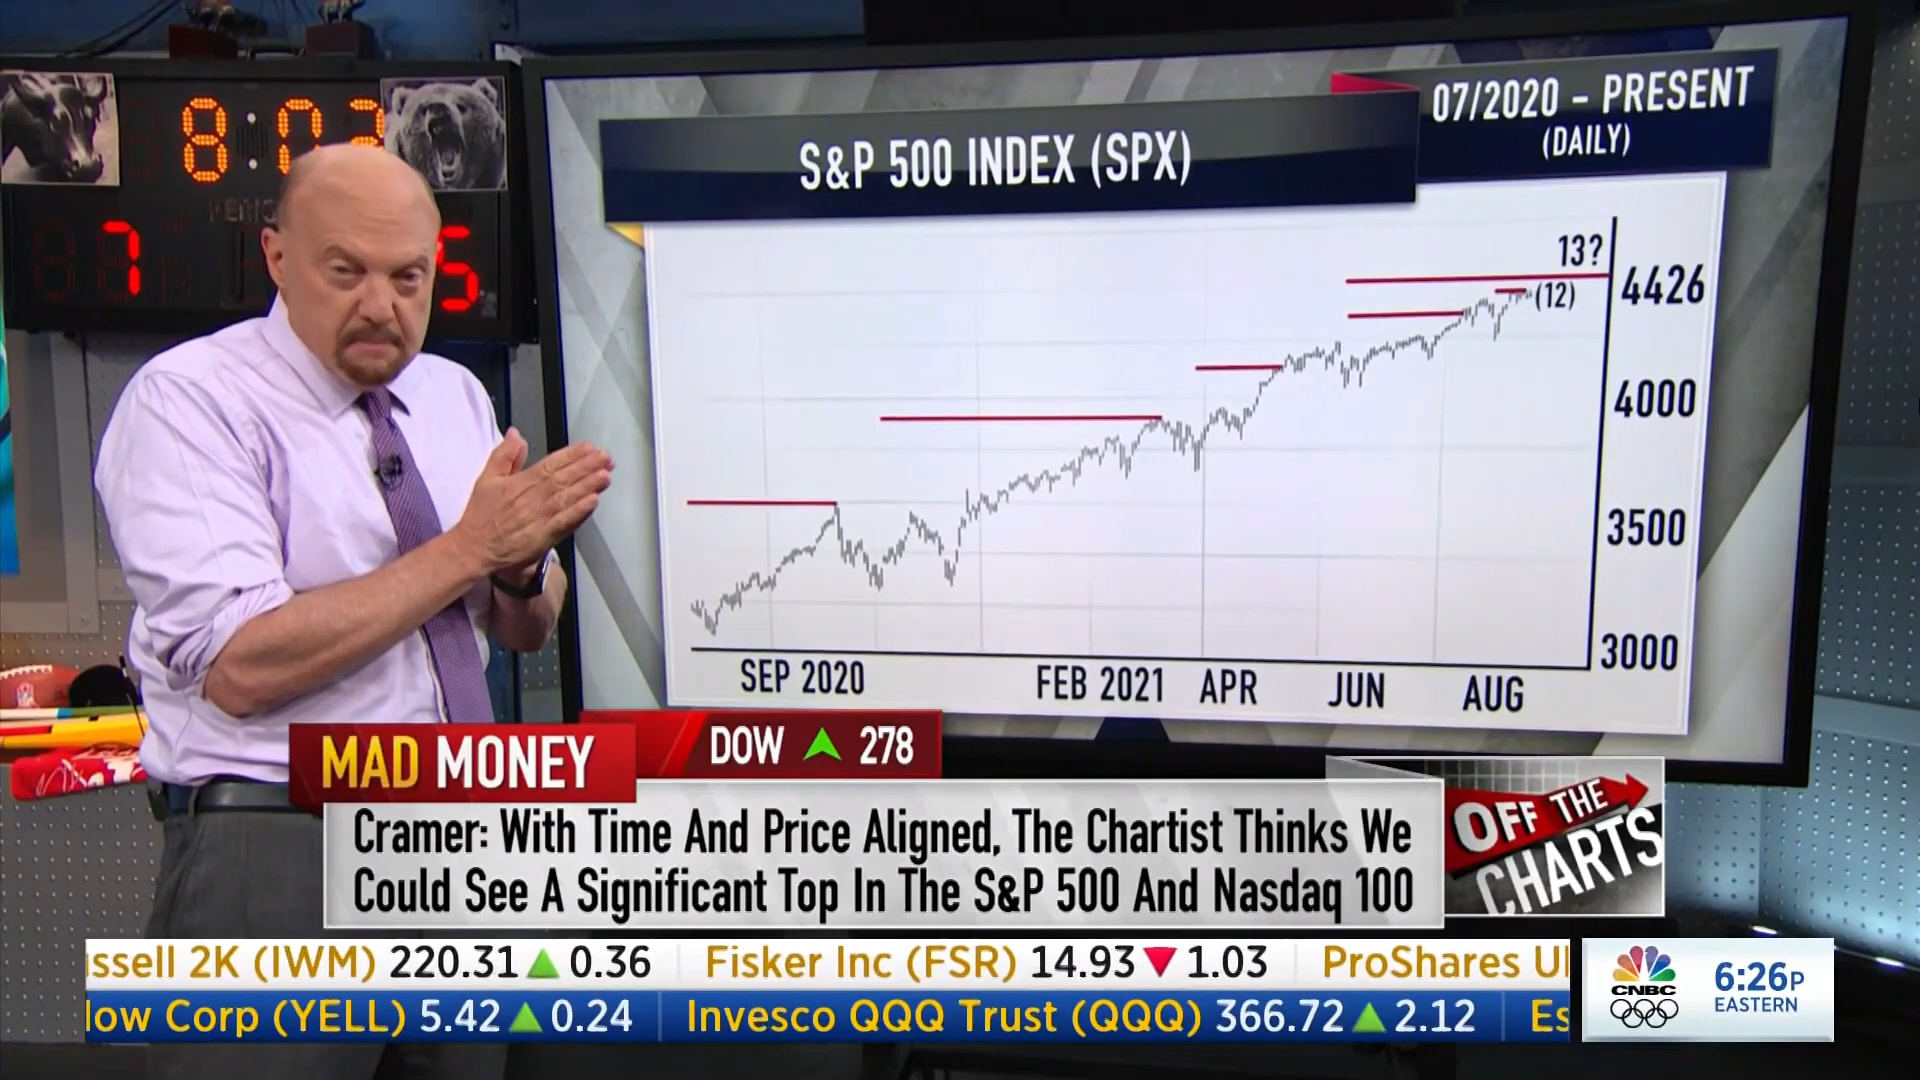 8:03
7
5
07/2020 - PRESENT
(DAILY)
S&P 500 INDEX (SPX)
13?
(12)
4426
4000
3500
3000
SEP 2020
FEB 2021
APR
JUN
AUG
MAD MONEY
DOW ▲ 278
Cramer: With Time And Price Aligned, The Chartist Thinks We
Could See A Significant Top In The S&P 500 And Nasdaq 100
OFF THE
CHARTS
ssell 2K (IWM) 220.31 ▲ 0.36 Fisker Inc (FSR) 14.93 ▼ 1.03 ProShares Ul
low Corp (YELL) 5.42 ▲ 0.24 Invesco QQQ Trust (QQQ) 366.72 ▲ 2.12 Es
CNBC
6:26P
EASTERN